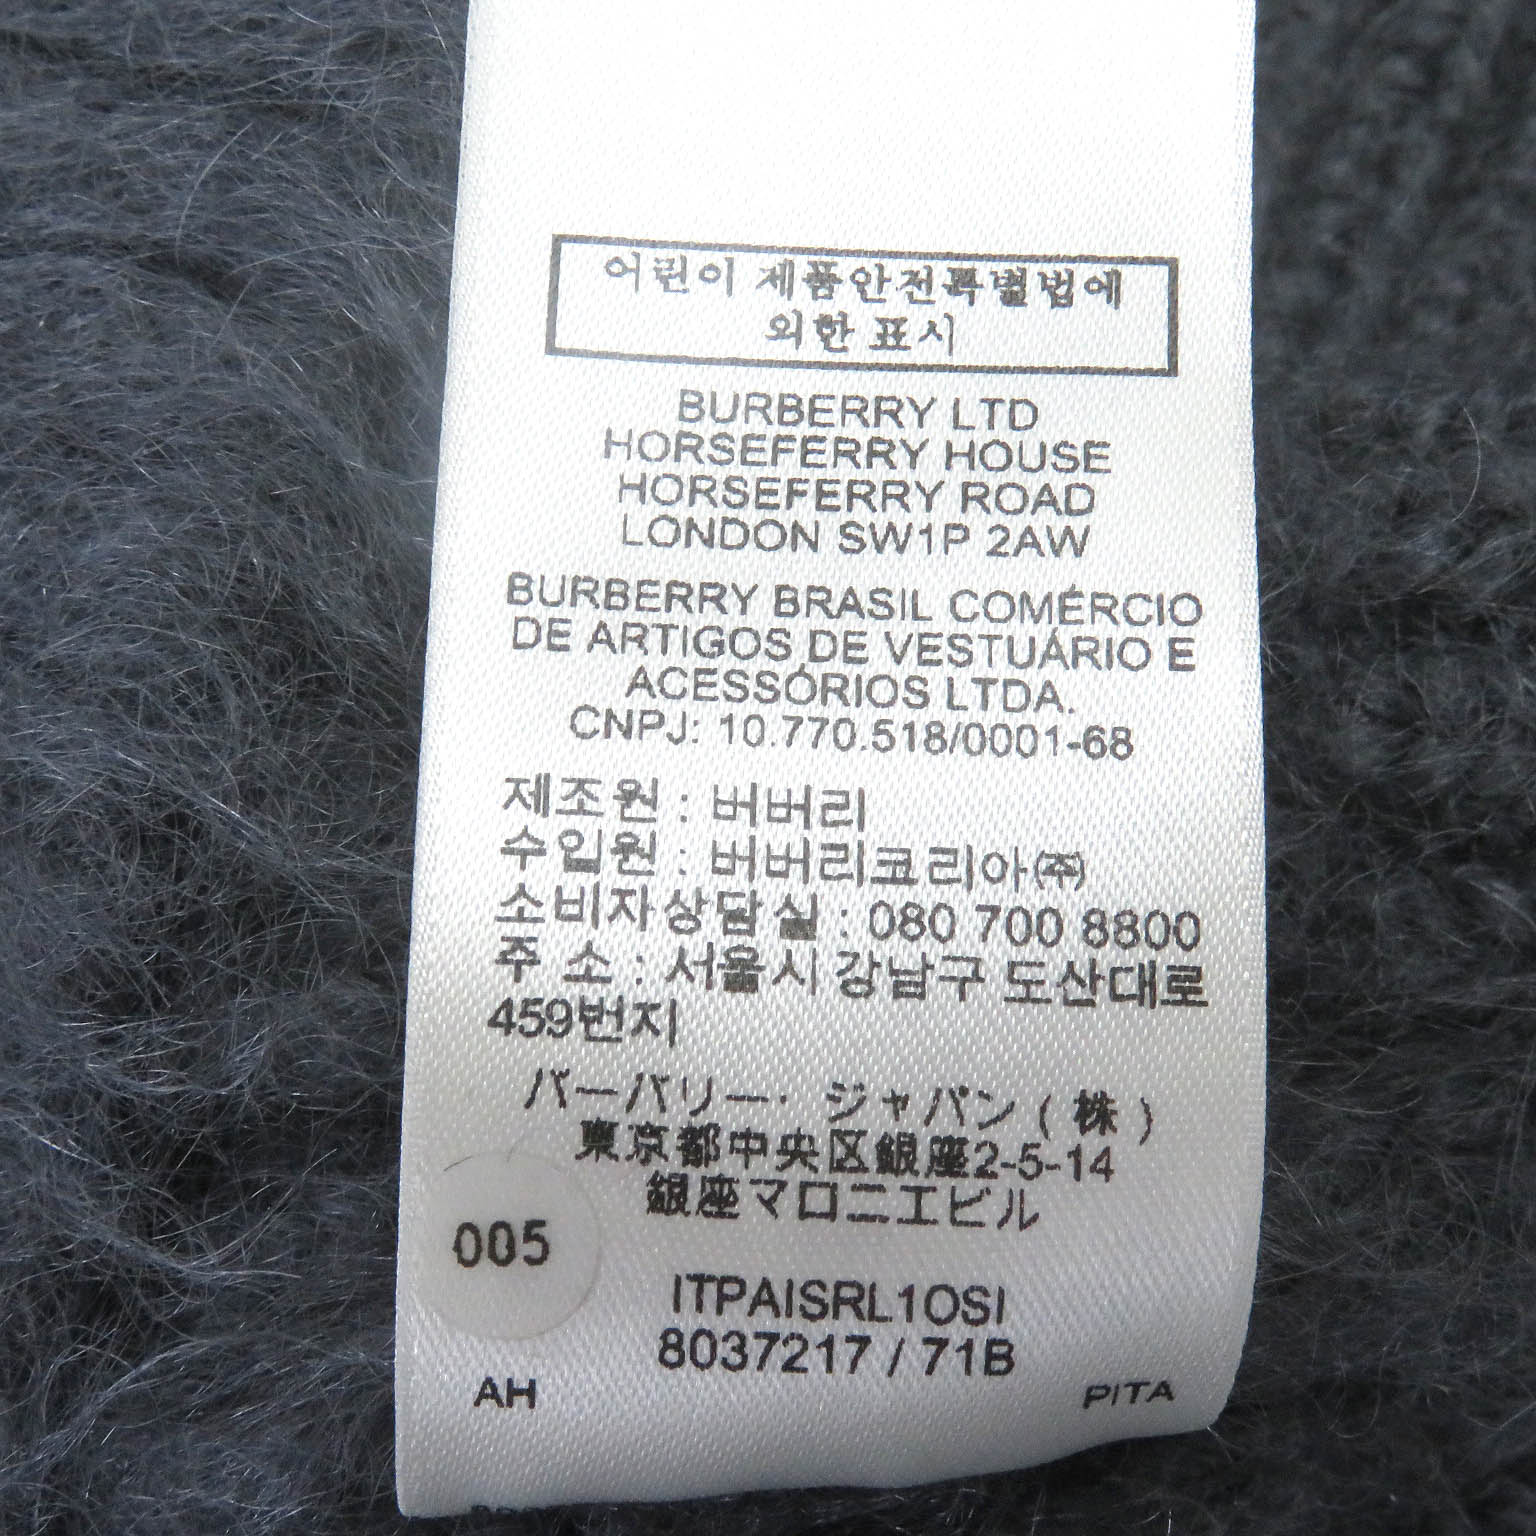 어린이 제품안전특별법에
의한 표시
BURBERRY LTD
HORSEFERRY HOUSE
HORSEFERRY ROAD
LONDON SW1P 2AW
BURBERRY BRASIL COMÉRCIO
DE ARTIGOS DE VESTUÁRIO E
ACESSÓRIOS LTDA.
CNPJ: 10.770.518/0001-68
제조원 : 버버리
수입원 : 버버리코리아㈜
소비자상담실 : 080 700 8800
주 소 : 서울시 강남구 도산대로
459번지
バーバリー・ジャパン(株)
東京都中央区銀座2-5-14
銀座マロニエビル
005
ITPAISRL1OSI
8037217 / 71B
AH PITA